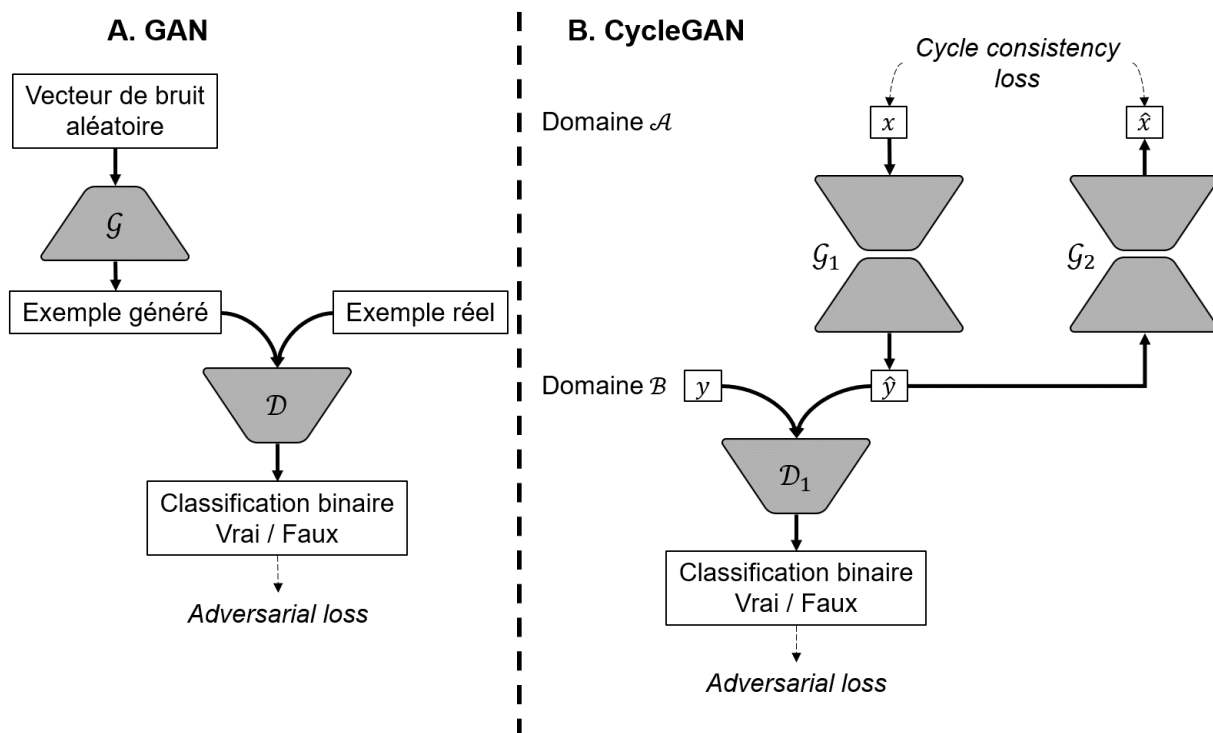 A. GAN
Vecteur de bruit
aléatoire
𝒢
Exemple généré
Exemple réel
𝒟
Classification binaire
Vrai / Faux
Adversarial loss
B. CycleGAN
Cycle consistency
loss
Domaine 𝒜
x
x̂
𝒢₁
𝒢₂
Domaine ℬ
y
ŷ
𝒟₁
Classification binaire
Vrai / Faux
Adversarial loss